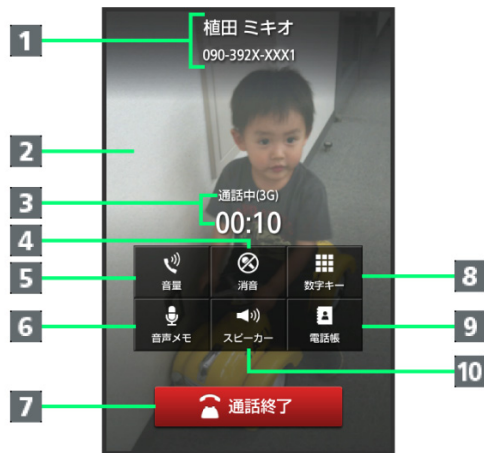 1
植田 ミキオ
090-392X-XXX1
2
3
通話中(3G)
00:10
4
5
音量
消音
数字キー
8
6
音声メモ
スピーカー
電話帳
9
10
7
通話終了